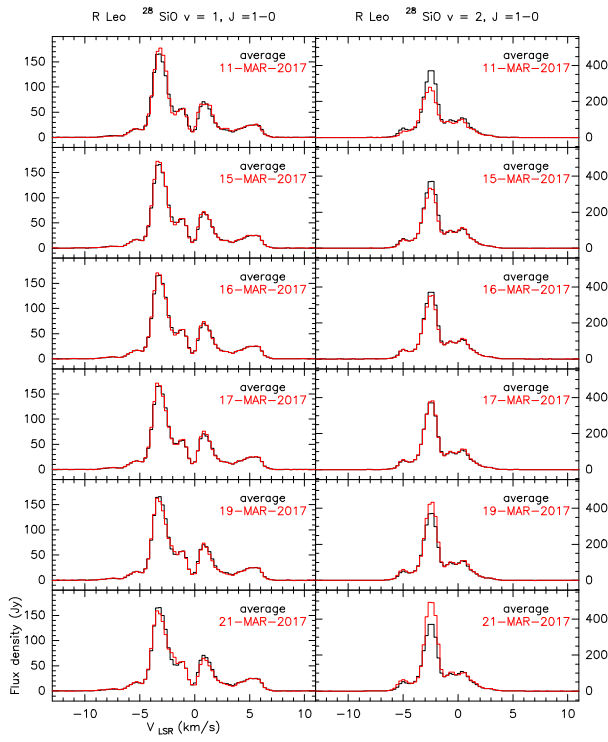 R Leo ²⁸ SiO v = 1, J =1−0
R Leo ²⁸ SiO v = 2, J =1−0
average
11−MAR−2017
150
100
50
0
average
11−MAR−2017
400
200
0
average
15−MAR−2017
150
100
50
0
average
15−MAR−2017
400
200
0
average
16−MAR−2017
150
100
50
0
average
16−MAR−2017
400
200
0
average
17−MAR−2017
150
100
50
0
average
17−MAR−2017
400
200
0
average
19−MAR−2017
150
100
50
0
average
19−MAR−2017
400
200
0
average
21−MAR−2017
150
100
50
0
average
21−MAR−2017
400
200
0
Flux density (Jy)
−10 −5 0 5 10
−10 −5 0 5 10
V LSR (km/s)